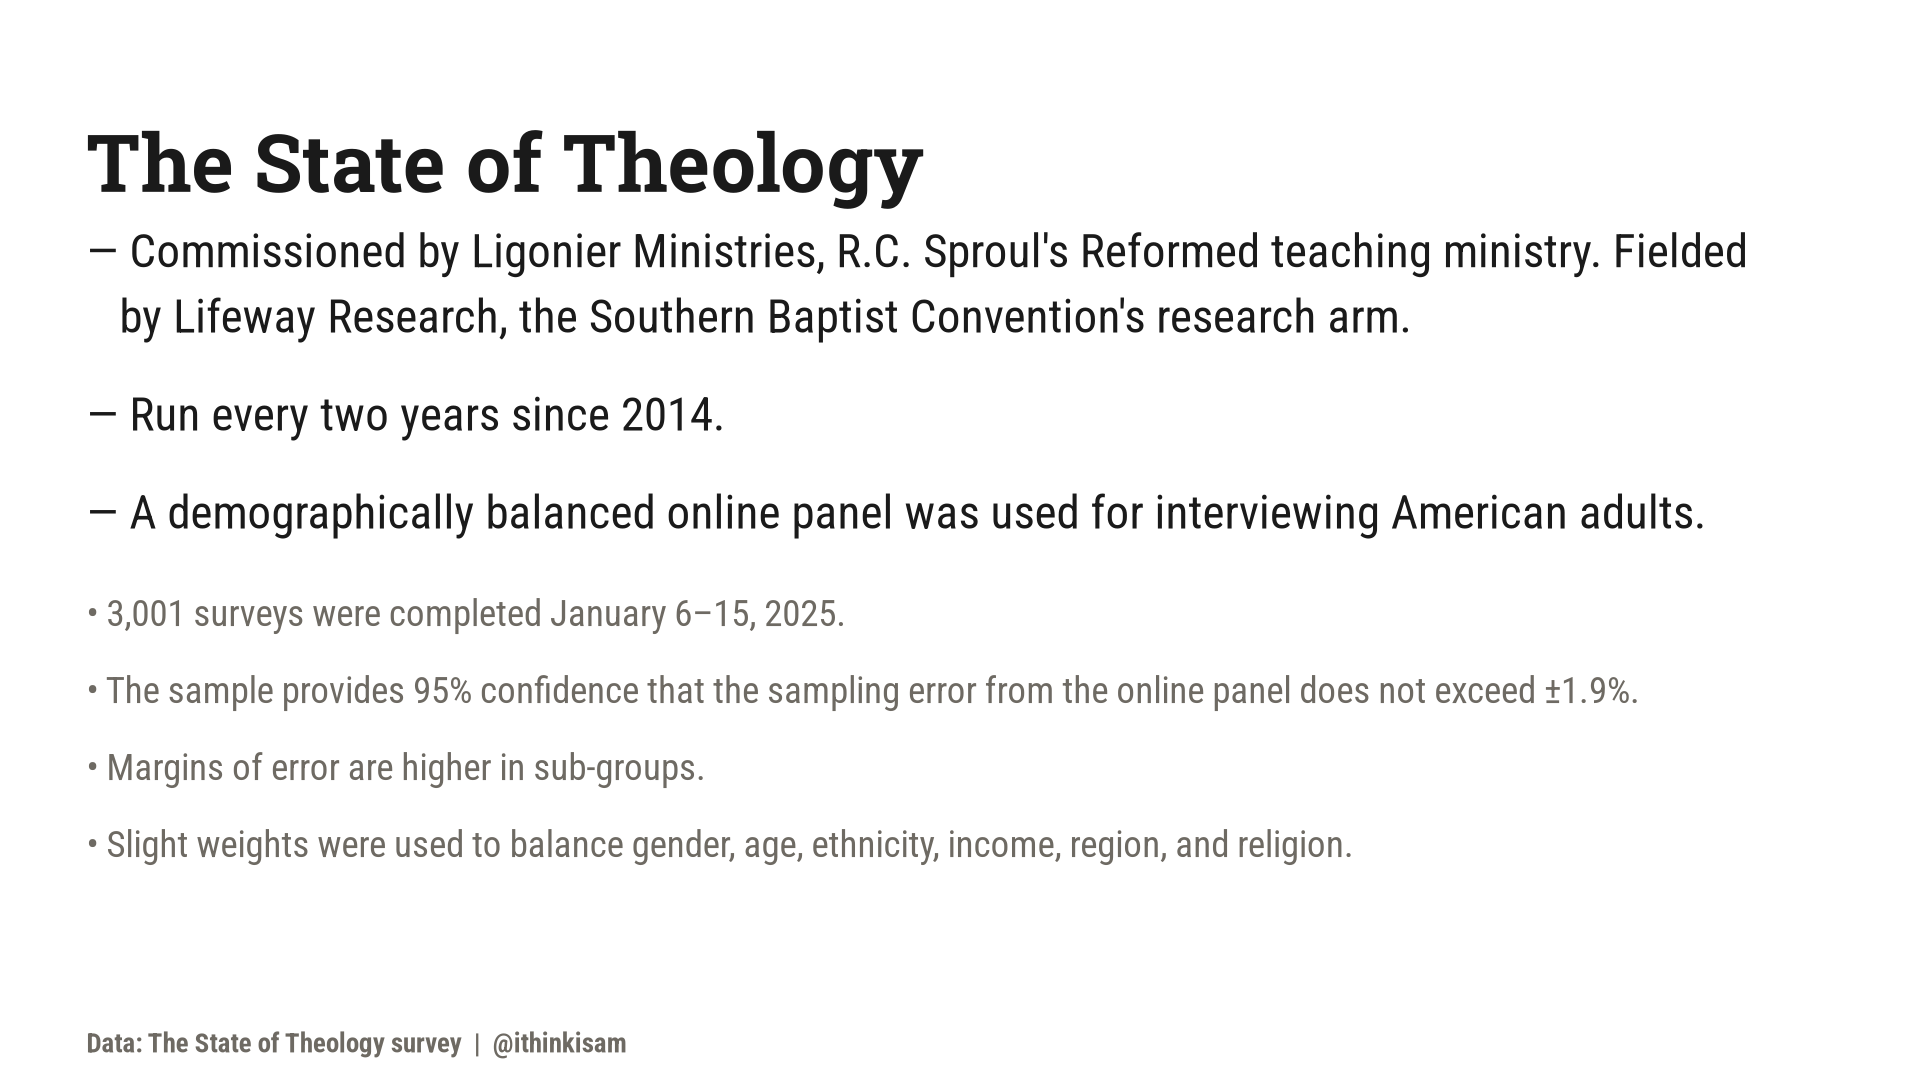 The State of Theology
— Commissioned by Ligonier Ministries, R.C. Sproul's Reformed teaching ministry. Fielded
by Lifeway Research, the Southern Baptist Convention's research arm.
— Run every two years since 2014.
— A demographically balanced online panel was used for interviewing American adults.
• 3,001 surveys were completed January 6–15, 2025.
• The sample provides 95% confidence that the sampling error from the online panel does not exceed ±1.9%.
• Margins of error are higher in sub-groups.
• Slight weights were used to balance gender, age, ethnicity, income, region, and religion.
Data: The State of Theology survey | @ithinkisam